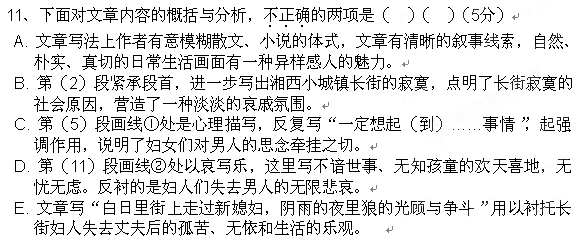 11、下面对文章内容的概括与分析，不正确的两项是（ ）（ ）（5分）
A. 文章写法上作者有意模糊散文、小说的体式，文章有清晰的叙事线索，自然、
朴实、真切的日常生活画面有一种异样感人的魅力。
B. 第（2）段紧承段首，进一步写出湘西小城镇长街的寂寞，点明了长街寂寞的
社会原因，营造了一种淡淡的哀戚氛围。
C. 第（5）段画线①处是心理描写，反复写“一定想起（到）……事情”，起强
调作用，说明了妇女们对男人的思念牵挂之切。
D. 第（11）段画线②处以哀写乐，这里写不谙世事、无知孩童的欢天喜地，无
忧无虑。反衬的是妇人们失去男人的无限悲哀。
E. 文章写“白日里街上走过新媳妇，阴雨的夜里狼的光顾与争斗”用以衬托长
街妇人失去丈夫后的孤苦、无依和生活的乐观。